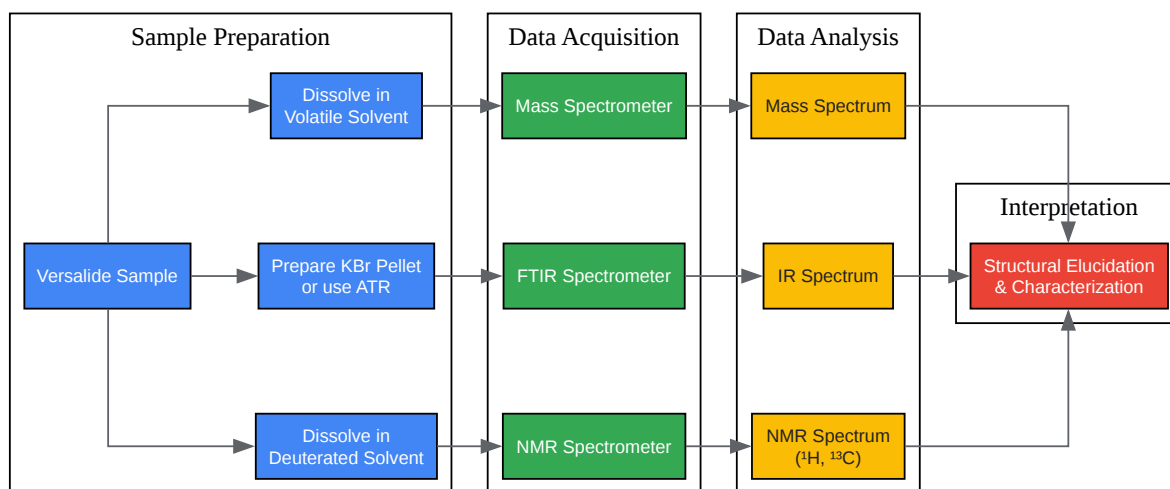 Sample Preparation
Data Acquisition
Data Analysis
Dissolve in
Volatile Solvent
Mass Spectrometer
Mass Spectrum
Interpretation
Versalide Sample
Prepare KBr Pellet
or use ATR
FTIR Spectrometer
IR Spectrum
Structural Elucidation
& Characterization
Dissolve in
Deuterated Solvent
NMR Spectrometer
NMR Spectrum
(¹H, ¹³C)